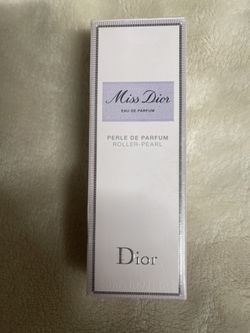 Miss Dior
EAU DE PARFUM
PERLE DE PARFUM
ROLLER-PEARL
Dior